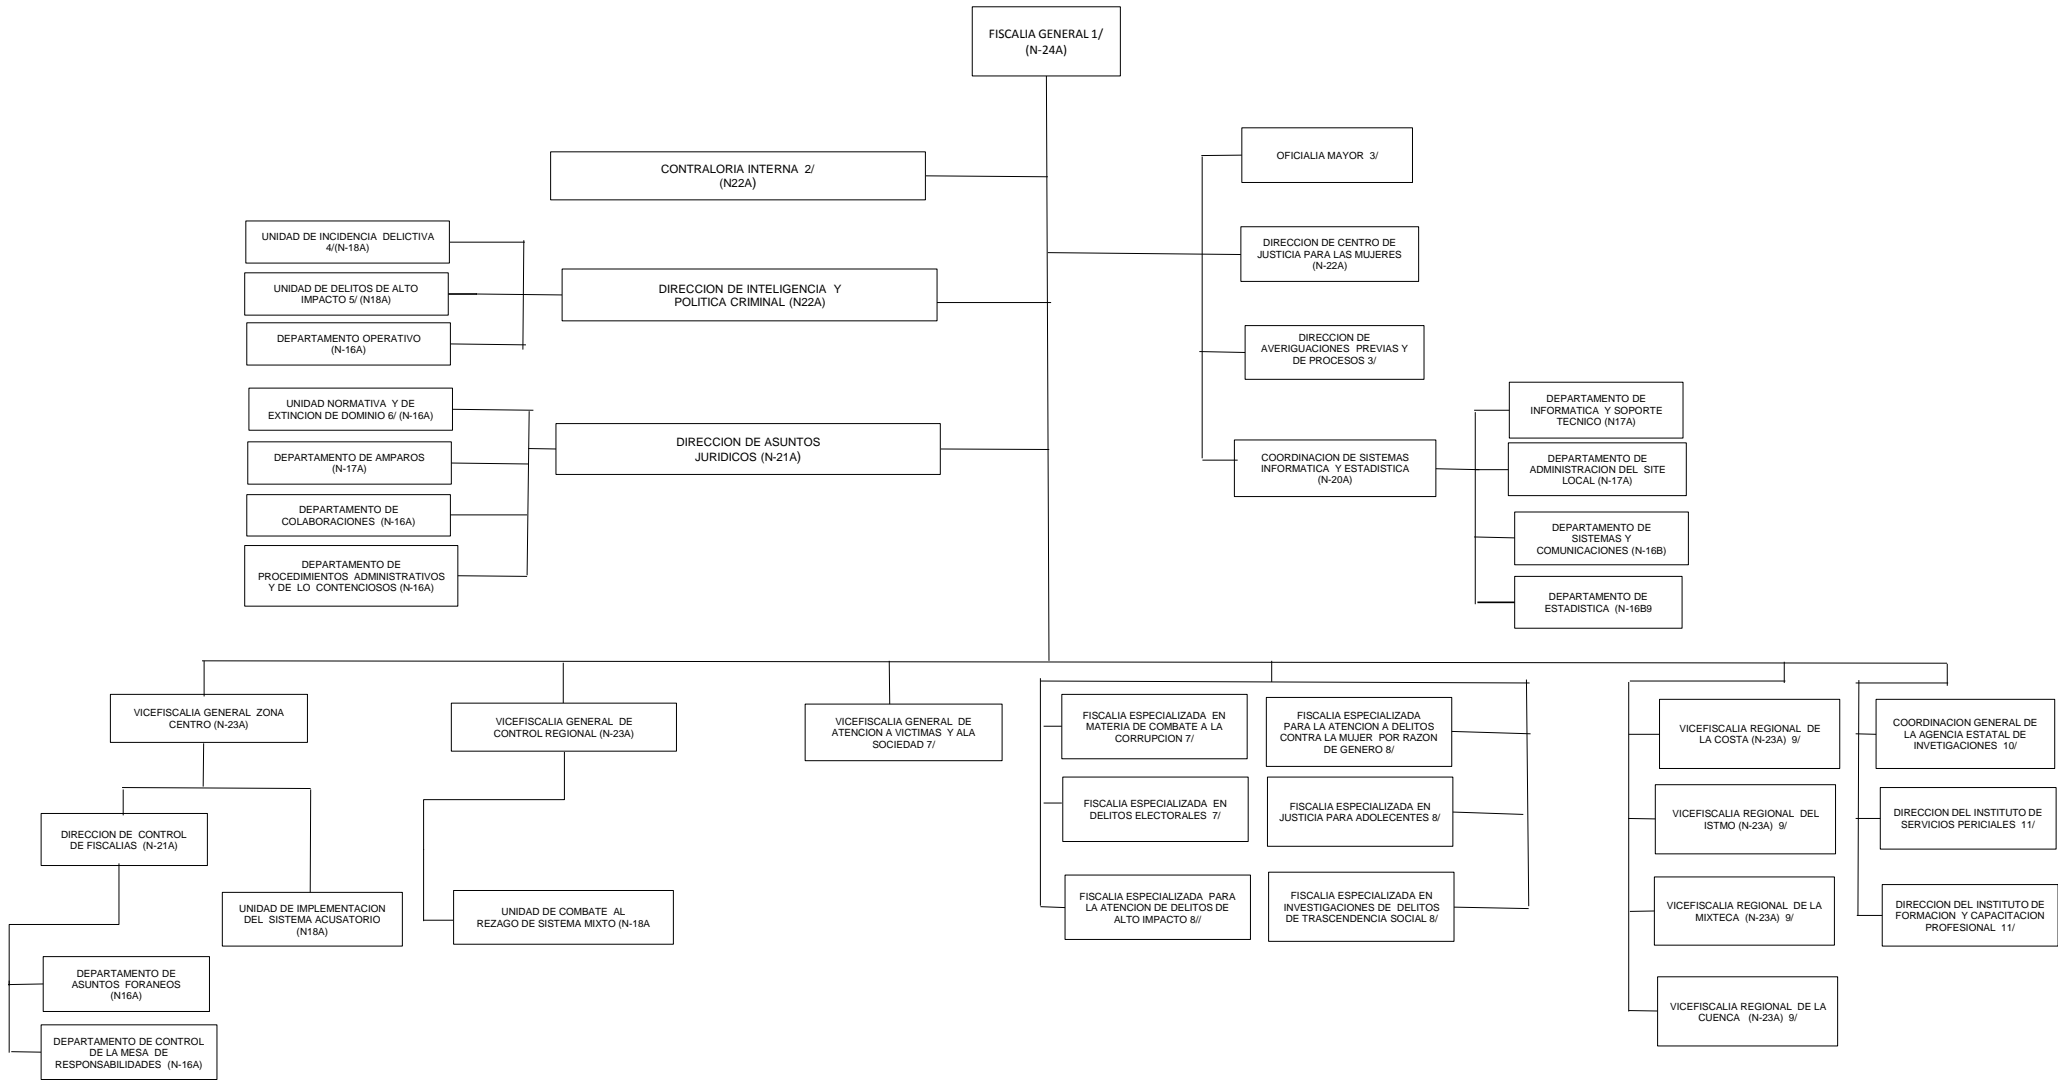 FISCALIA GENERAL 1/
(N-24A)
CONTRALORIA INTERNA 2/
(N22A)
OFICIALIA MAYOR 3/
UNIDAD DE INCIDENCIA DELICTIVA
4/(N-18A)
DIRECCION DE CENTRO DE
JUSTICIA PARA LAS MUJERES
(N-22A)
UNIDAD DE DELITOS DE ALTO
IMPACTO 5/ (N18A)
DIRECCION DE INTELIGENCIA Y
POLITICA CRIMINAL (N22A)
DEPARTAMENTO OPERATIVO
(N-16A)
DIRECCION DE
AVERIGUACIONES PREVIAS Y
DE PROCESOS 3/
UNIDAD NORMATIVA Y DE
EXTINCION DE DOMINIO 6/ (N-16A)
DEPARTAMENTO DE AMPAROS
(N-17A)
DEPARTAMENTO DE
COLABORACIONES (N-16A)
DEPARTAMENTO DE
PROCEDIMIENTOS ADMINISTRATIVOS
Y DE LO CONTENCIOSOS (N-16A)
DIRECCION DE ASUNTOS
JURIDICOS (N-21A)
COORDINACION DE SISTEMAS
INFORMATICA Y ESTADISTICA
(N-20A)
DEPARTAMENTO DE
INFORMATICA Y SOPORTE
TECNICO (N17A)
DEPARTAMENTO DE
ADMINISTRACION DEL SITE
LOCAL (N-17A)
DEPARTAMENTO DE
SISTEMAS Y
COMUNICACIONES (N-16B)
DEPARTAMENTO DE
ESTADISTICA (N-16B9
VICEFISCALIA GENERAL ZONA
CENTRO (N-23A)
VICEFISCALIA GENERAL DE
CONTROL REGIONAL (N-23A)
VICEFISCALIA GENERAL DE
ATENCION A VICTIMAS Y ALA
SOCIEDAD 7/
FISCALIA ESPECIALIZADA EN
MATERIA DE COMBATE A LA
CORRUPCION 7/
FISCALIA ESPECIALIZADA
PARA LA ATENCION A DELITOS
CONTRA LA MUJER POR RAZON
DE GENERO 8/
VICEFISCALIA REGIONAL DE
LA COSTA (N-23A) 9/
COORDINACION GENERAL DE
LA AGENCIA ESTATAL DE
INVETIGACIONES 10/
DIRECCION DE CONTROL
DE FISCALIAS (N-21A)
FISCALIA ESPECIALIZADA EN
DELITOS ELECTORALES 7/
FISCALIA ESPECIALIZADA EN
JUSTICIA PARA ADOLECENTES 8/
VICEFISCALIA REGIONAL DEL
ISTMO (N-23A) 9/
DIRECCION DEL INSTITUTO DE
SERVICIOS PERICIALES 11/
UNIDAD DE IMPLEMENTACION
DEL SISTEMA ACUSATORIO
(N18A)
UNIDAD DE COMBATE AL
REZAGO DE SISTEMA MIXTO (N-18A
FISCALIA ESPECIALIZADA PARA
LA ATENCION DE DELITOS DE
ALTO IMPACTO 8//
FISCALIA ESPECIALIZADA EN
INVETIGACIONES DE DELITOS
DE TRASCENDENCIA SOCIAL 8/
VICEFISCALIA REGIONAL DE LA
MIXTECA (N-23A) 9/
DIRECCION DEL INSTITUTO DE
FORMACION Y CAPACITACION
PROFESIONAL 11/
DEPARTAMENTO DE
ASUNTOS FORANEOS
(N16A)
VICEFISCALIA REGIONAL DE LA
CUENCA (N-23A) 9/
DEPARTAMENTO DE CONTROL
DE LA MESA DE
RESPONSABILIDADES (N-16A)